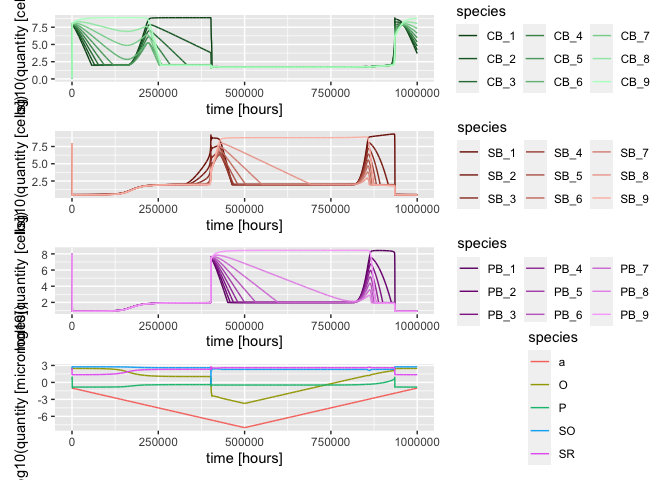 species
CB_1 CB_4 CB_7
CB_2 CB_5 CB_8
CB_3 CB_6 CB_9
7.5
5.0
2.5
0.0
0 250000 500000 750000 1000000
time [hours]
species
SB_1 SB_4 SB_7
SB_2 SB_5 SB_8
SB_3 SB_6 SB_9
7.5
5.0
2.5
0 250000 500000 750000 1000000
time [hours]
species
PB_1 PB_4 PB_7
PB_2 PB_5 PB_8
PB_3 PB_6 PB_9
8
6
4
2
0 250000 500000 750000 1000000
time [hours]
species
a
O
P
SO
SR
3
0
-3
-6
0 250000 500000 750000 1000000
time [hours]